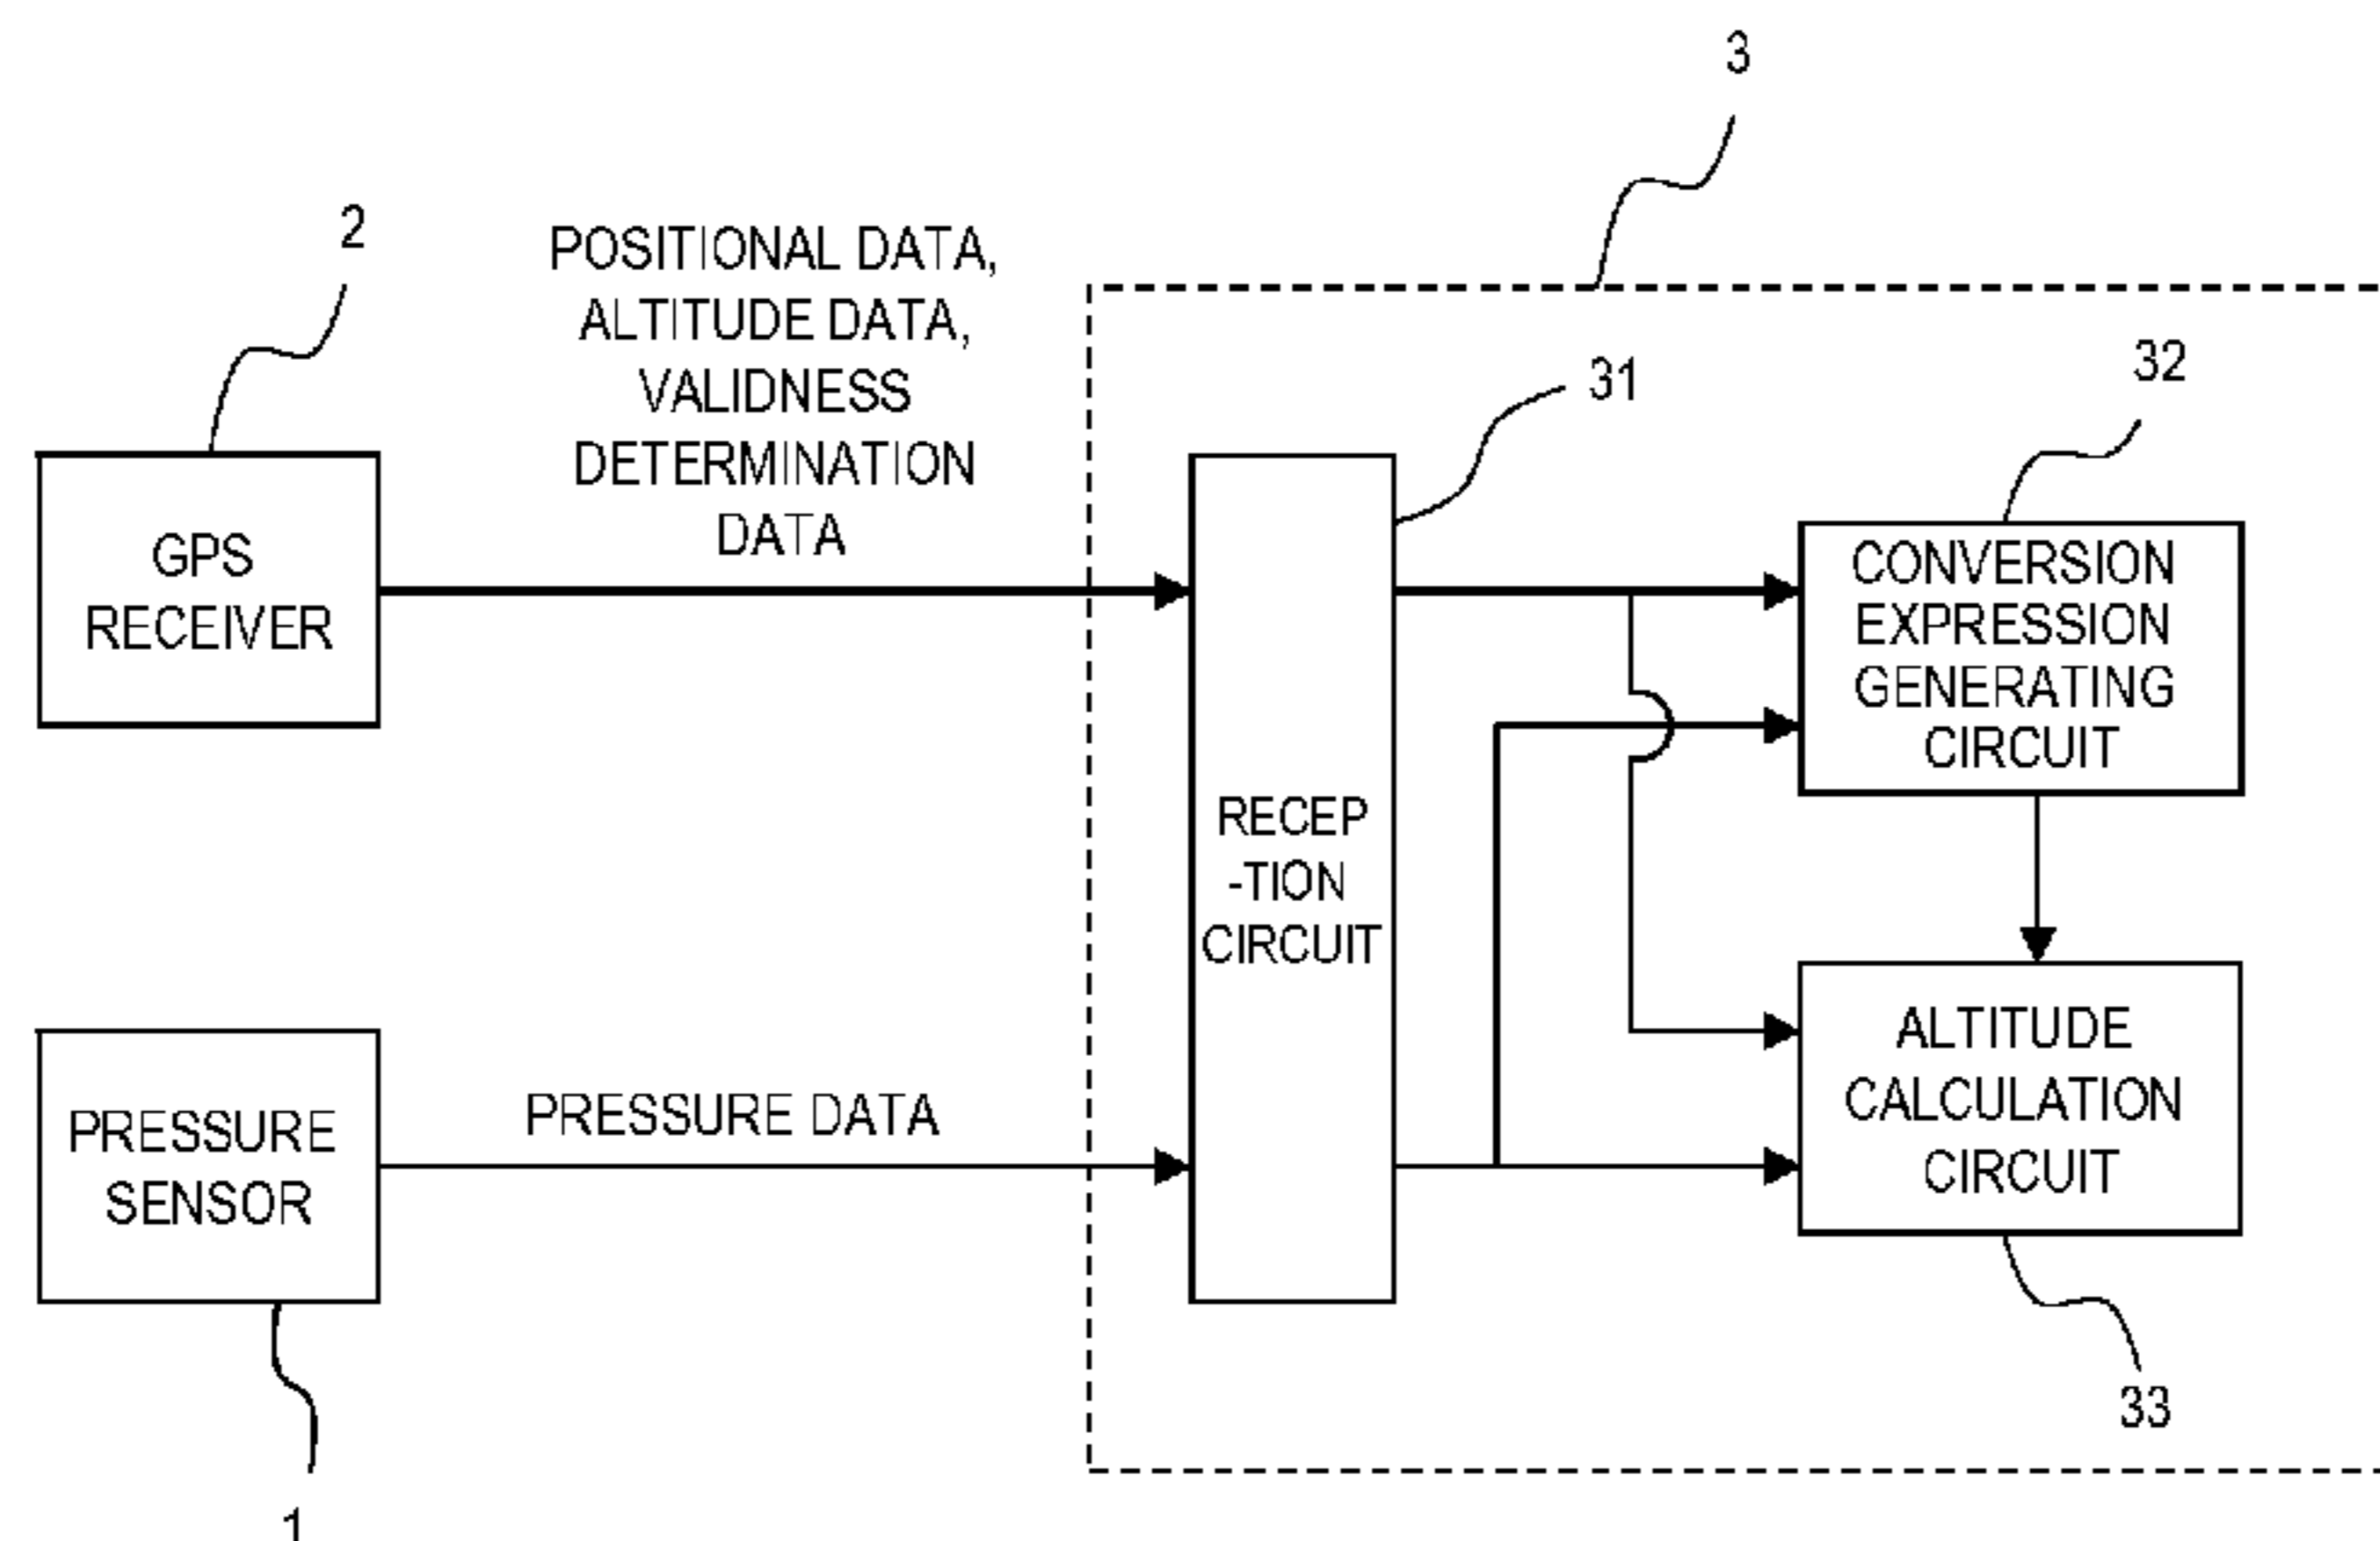 3
2
POSITIONAL DATA,
ALTITUDE DATA,
VALIDNESS
DETERMINATION
DATA
31
32
GPS
RECEIVER
CONVERSION
EXPRESSION
GENERATING
CIRCUIT
RECEP
-TION
CIRCUIT
PRESSURE
SENSOR
PRESSURE DATA
ALTITUDE
CALCULATION
CIRCUIT
33
1